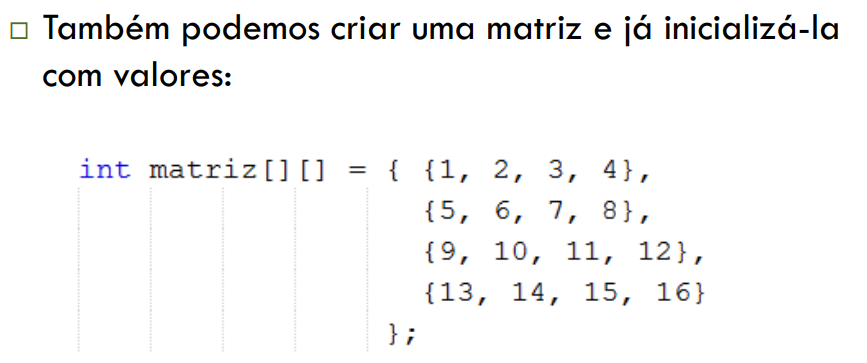 Também podemos criar uma matriz e já inicializá-la
com valores:
int matriz[][] = { {1, 2, 3, 4},
{5, 6, 7, 8},
{9, 10, 11, 12},
{13, 14, 15, 16}
};